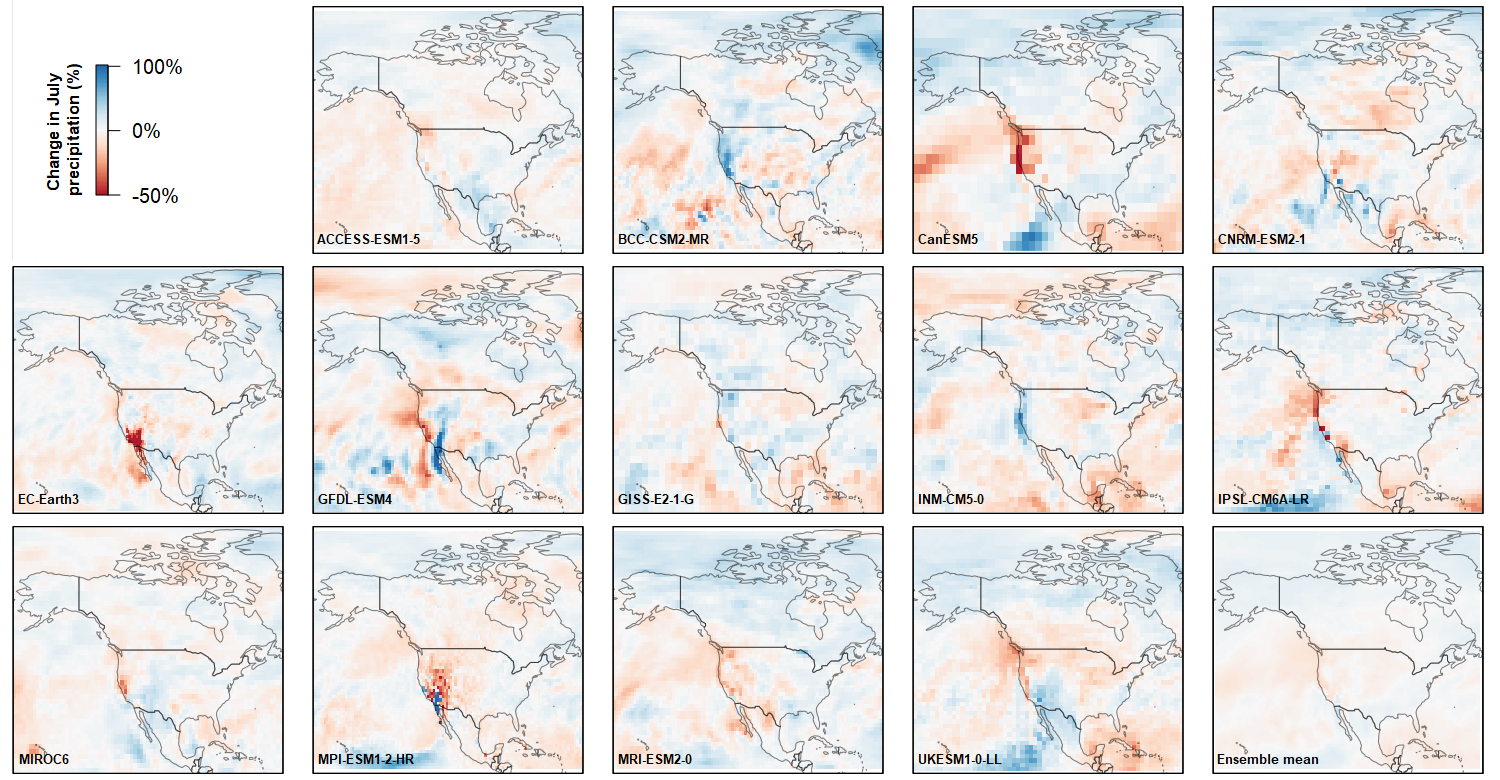 Change in July
precipitation (%)
100%
0%
-50%
ACCESS-ESM1-5
BCC-CSM2-MR
CanESM5
CNRM-ESM2-1
EC-Earth3
GFDL-ESM4
GISS-E2-1-G
INM-CM5-0
IPSL-CM6A-LR
MIROC6
MPI-ESM1-2-HR
MRI-ESM2-0
UKESM1-0-LL
Ensemble mean